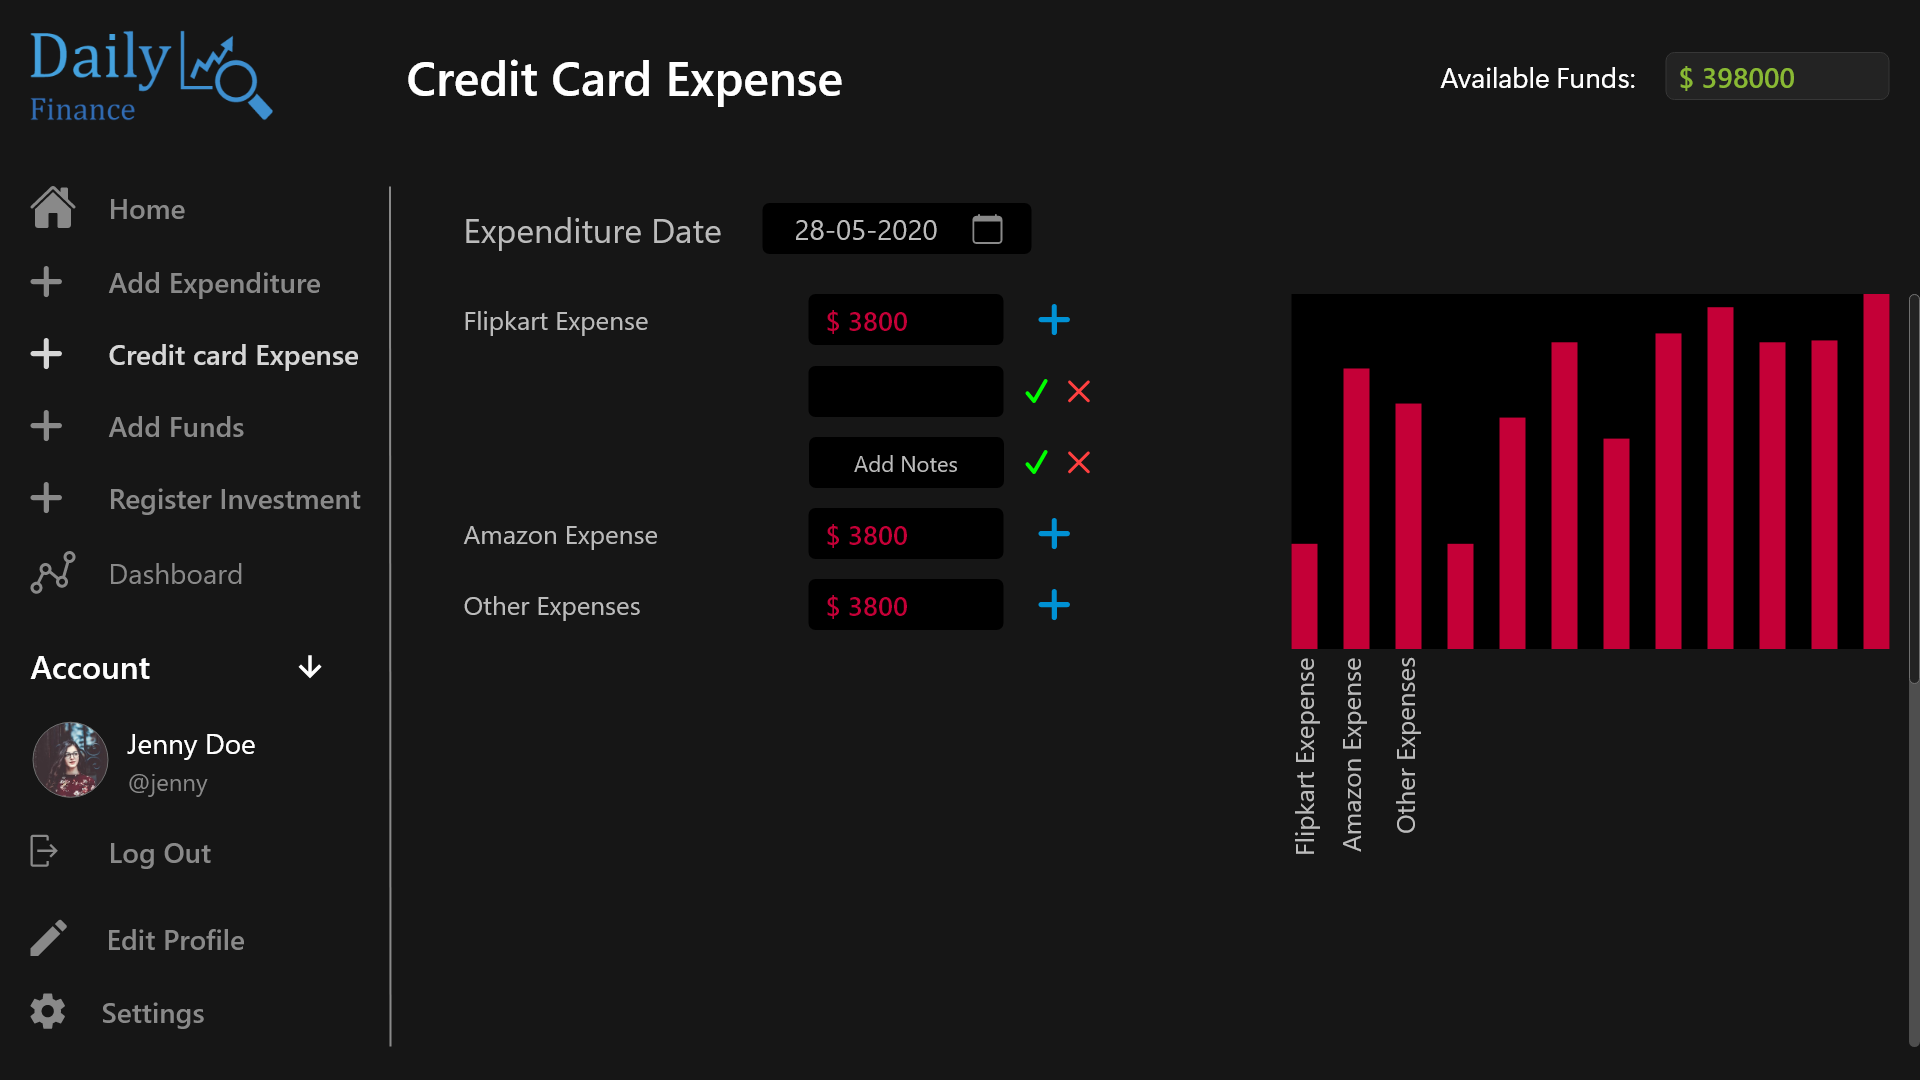 Daily
Finance
Credit Card Expense
Available Funds:
$ 398000
Home
Add Expenditure
Credit card Expense
Add Funds
Register Investment
Dashboard
Account
Jenny Doe
@jenny
Log Out
Edit Profile
Settings
Expenditure Date
28-05-2020
Flipkart Expense
$ 3800
Add Notes
Amazon Expense
$ 3800
Other Expenses
$ 3800
Flipkart Exepense
Amazon Expense
Other Expenses